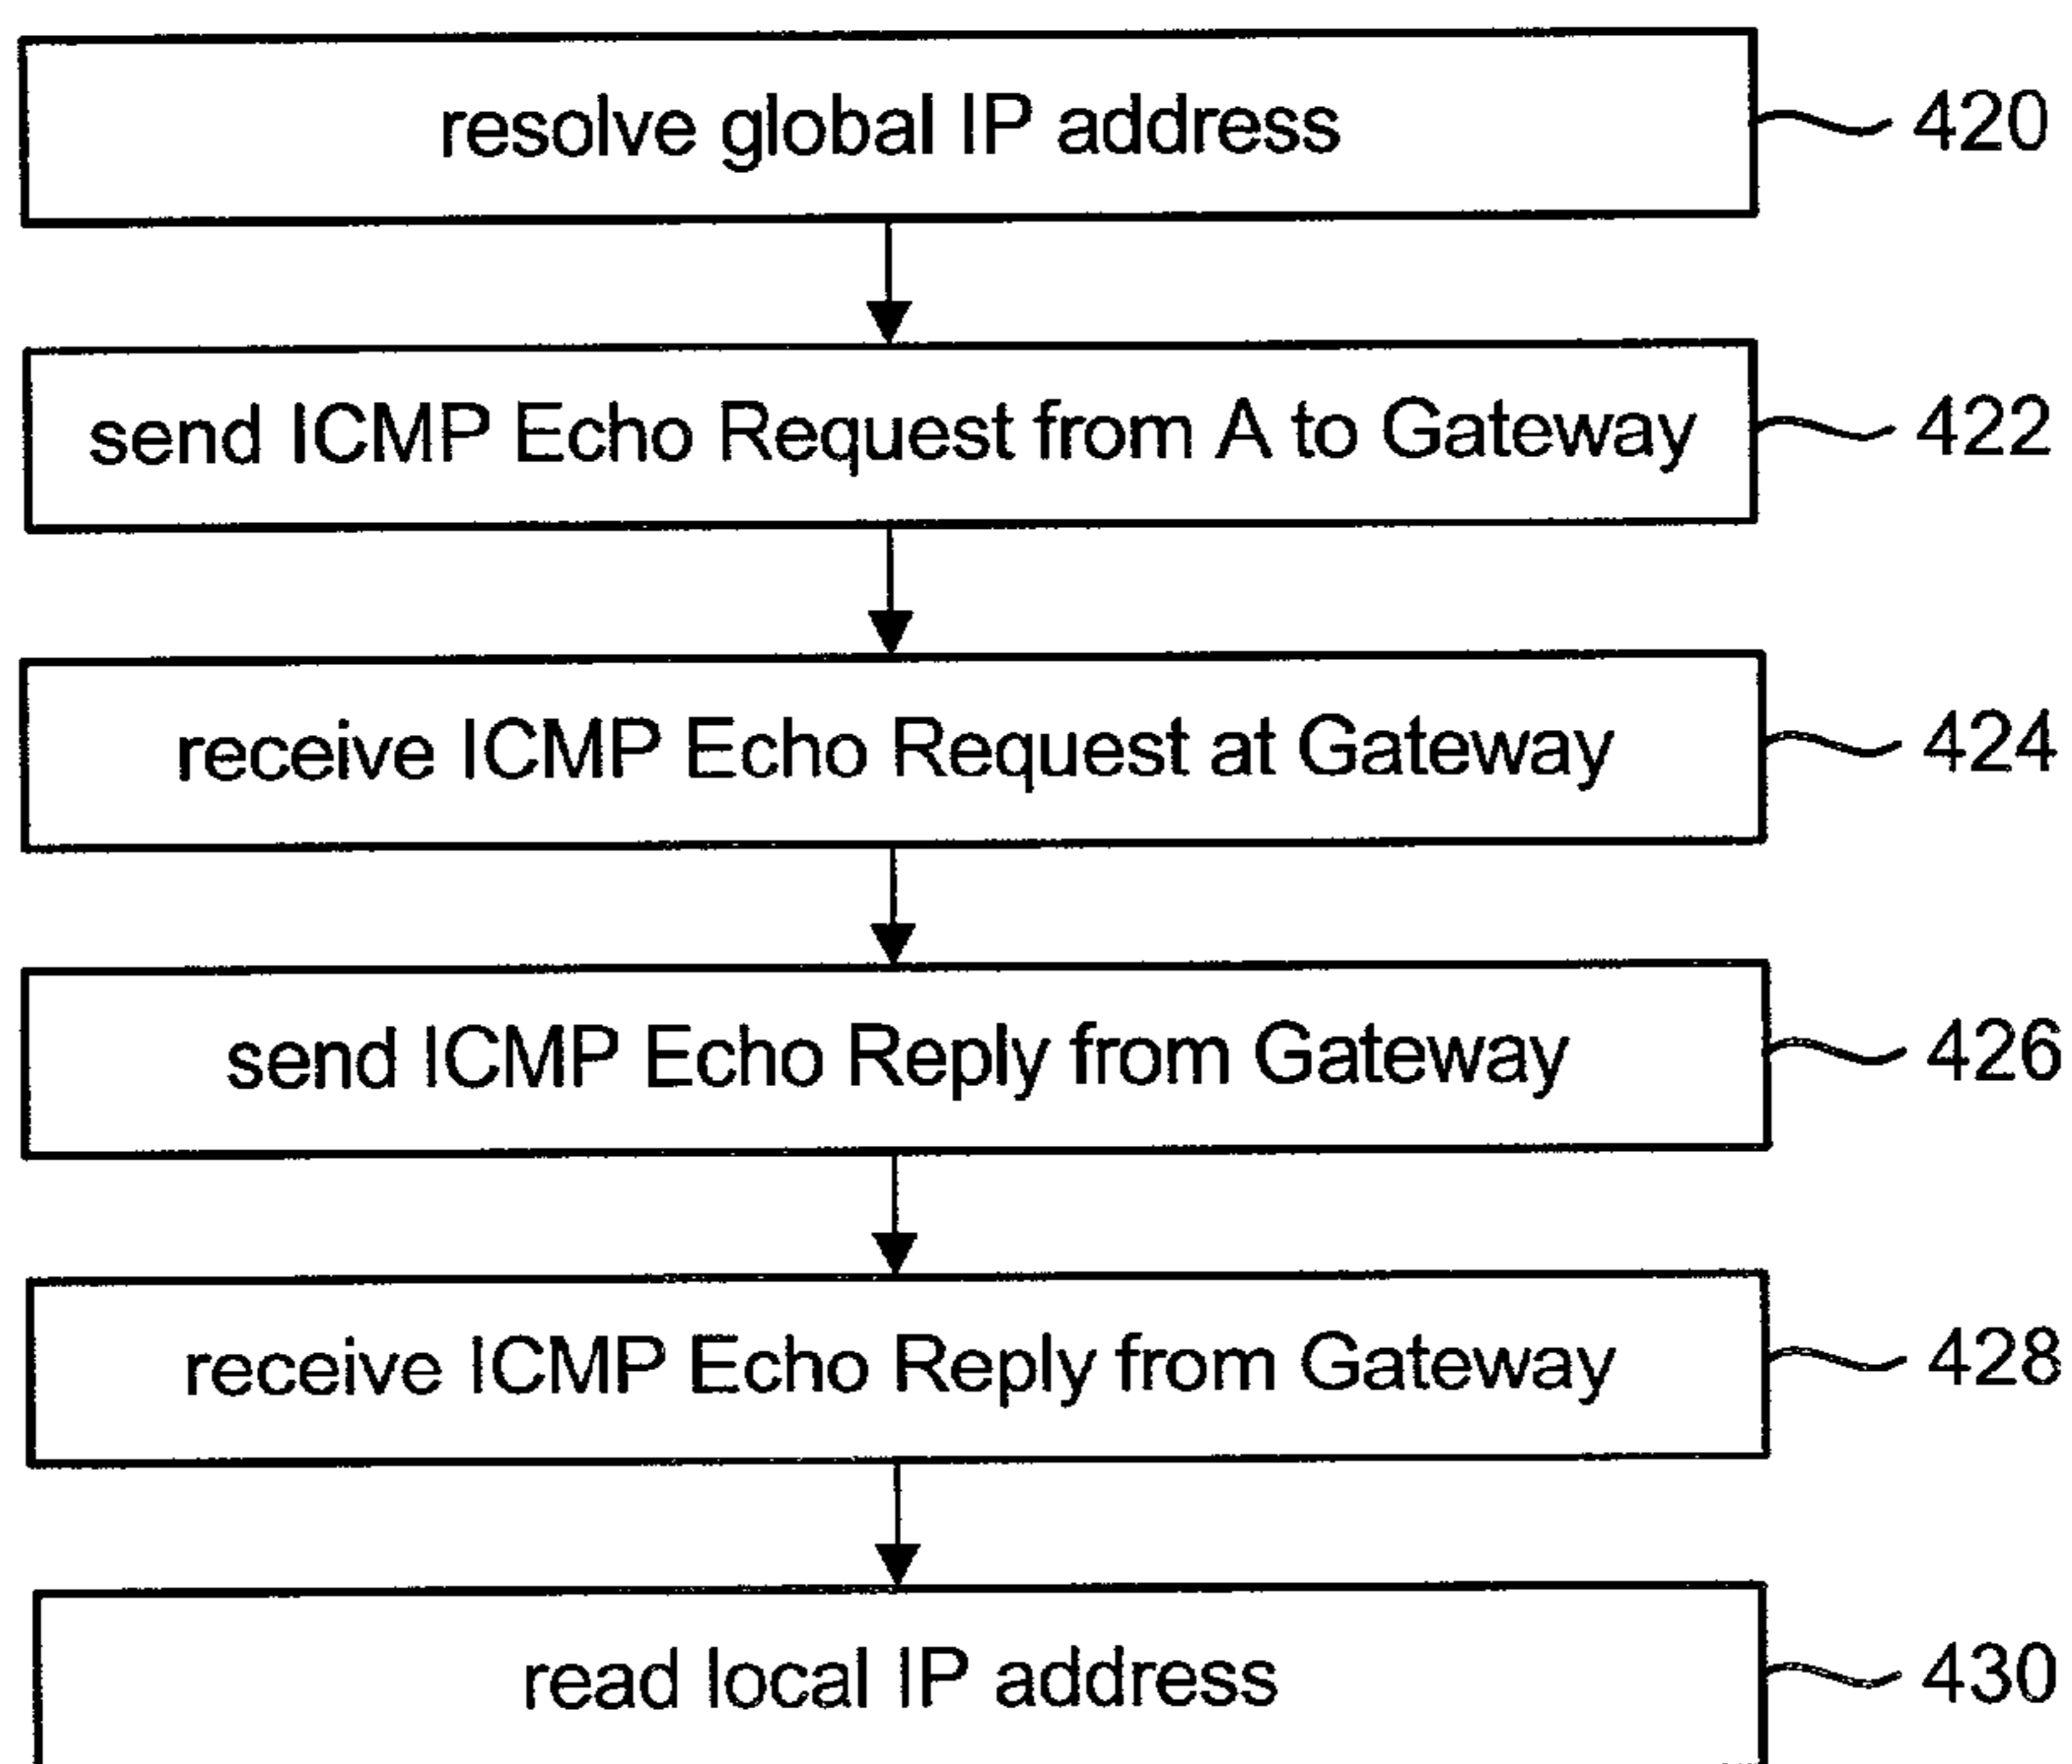 resolve global IP address 420
send ICMP Echo Request from A to Gateway 422
receive ICMP Echo Request at Gateway 424
send ICMP Echo Reply from Gateway 426
receive ICMP Echo Reply from Gateway 428
read local IP address 430